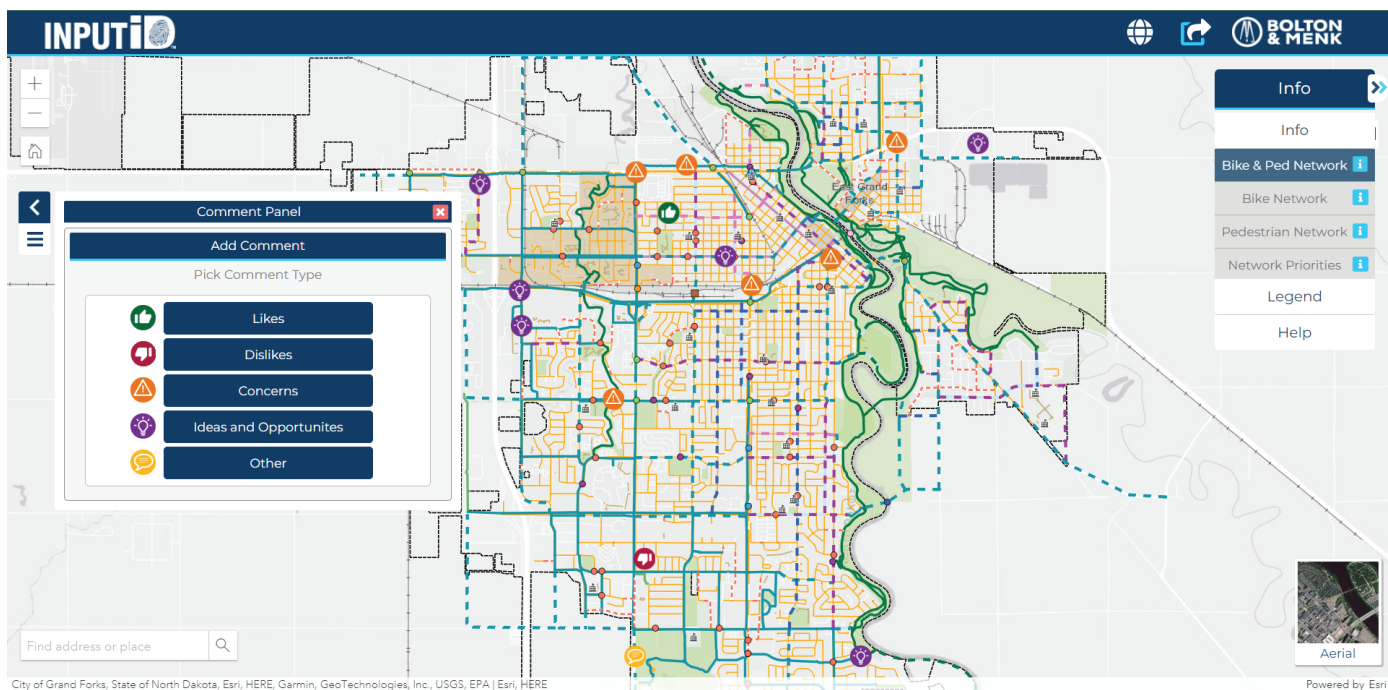 INPUTiD
BOLTON
& MENK
+
−
Info
Info
Bike & Ped Network i
Bike Network i
Pedestrian Network i
Network Priorities i
Legend
Help
Comment Panel
Add Comment
Pick Comment Type
Likes
Dislikes
Concerns
Ideas and Opportunites
Other
East Grand
Forks
Find address or place
Aerial
City of Grand Forks, State of North Dakota, Esri, HERE, Garmin, GeoTechnologies, Inc., USGS, EPA | Esri, HERE
Powered by Esri